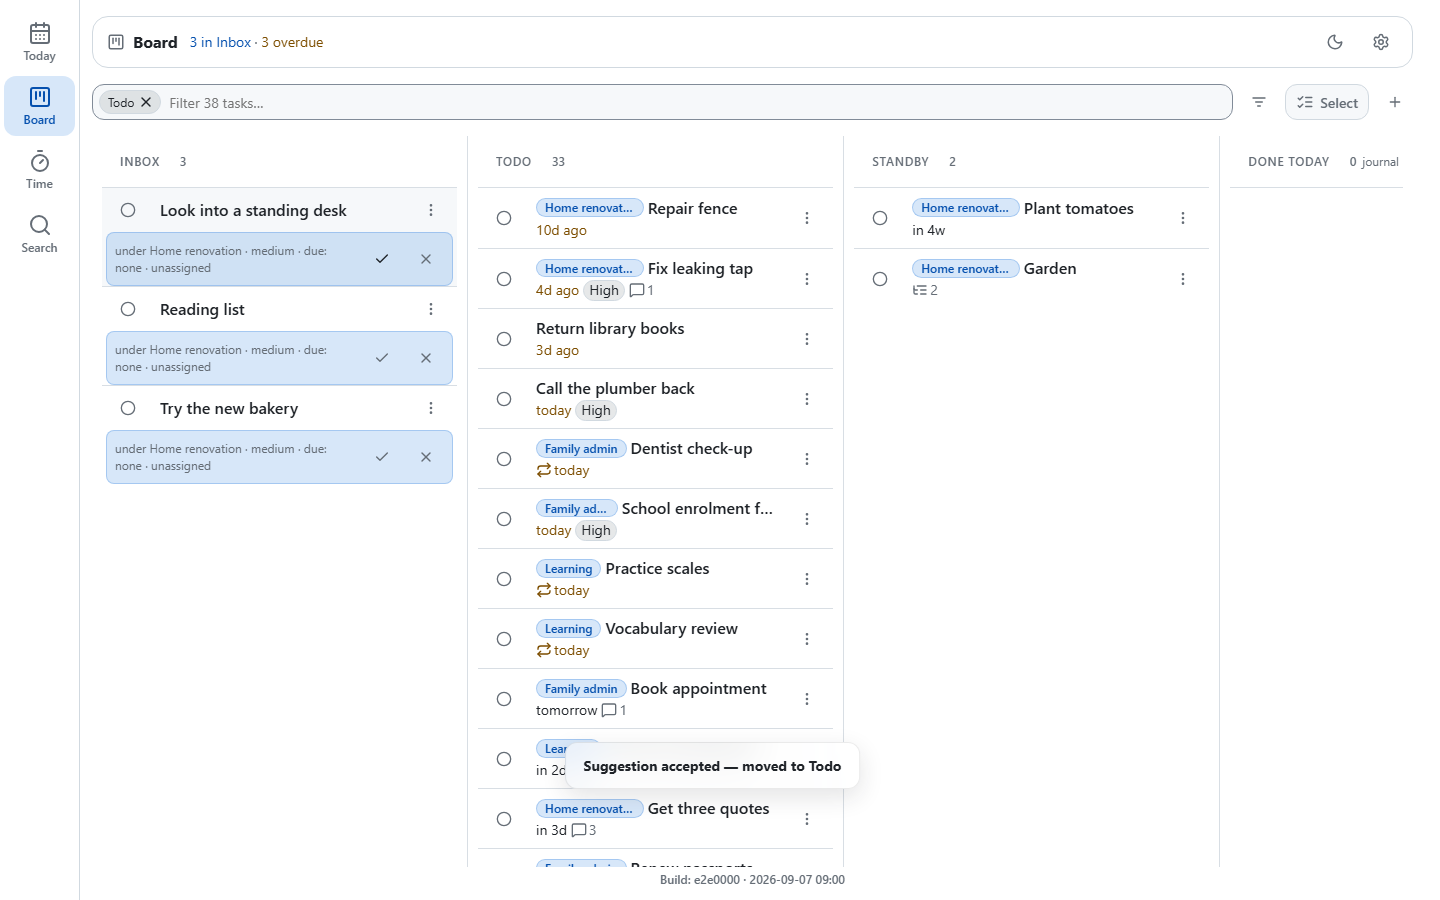 Today
Board
Time
Search
Board 3 in Inbox · 3 overdue
Todo Filter 38 tasks...
Select
INBOX 3
Look into a standing desk
under Home renovation · medium · due:
none · unassigned
Reading list
under Home renovation · medium · due:
none · unassigned
Try the new bakery
under Home renovation · medium · due:
none · unassigned
TODO 33
Home renovat... Repair fence
10d ago
Home renovat... Fix leaking tap
4d ago High 1
Return library books
3d ago
Call the plumber back
today High
Family admin Dentist check-up
today
Family ad... School enrolment f...
today High
Learning Practice scales
today
Learning Vocabulary review
today
Family admin Book appointment
tomorrow 1
in 2d
Suggestion accepted — moved to Todo
Home renovat... Get three quotes
in 3d 3
STANDBY 2
Home renovat... Plant tomatoes
in 4w
Home renovat... Garden
2
DONE TODAY 0 journal
Build: e2e0000 · 2026-09-07 09:00